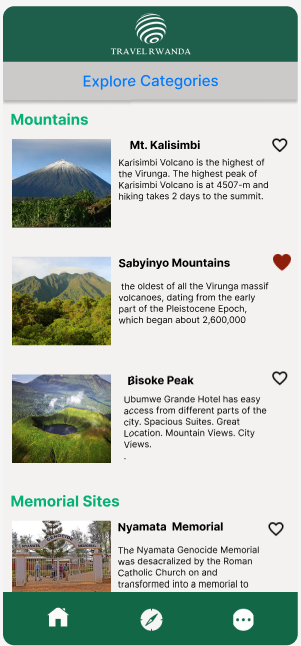 TRAVEL RWANDA
Explore Categories
Mountains
Mt. Kalisimbi
Karisimbi Volcano is the highest of
the Virunga. The highest peak of
Karisimbi Volcano is at 4507-m and
hiking takes 2 days to the summit.
Sabyinyo Mountains
the oldest of all the Virunga massif
volcanoes, dating from the early
part of the Pleistocene Epoch,
which began about 2,600,000
Bisoke Peak
Ubumwe Grande Hotel has easy
access from different parts of the
city. Spacious Suites. Great
Location. Mountain Views. City
Views.
.
Memorial Sites
Nyamata Memorial
The Nyamata Genocide Memorial
was desacralized by the Roman
Catholic Church on and
transformed into a memorial to